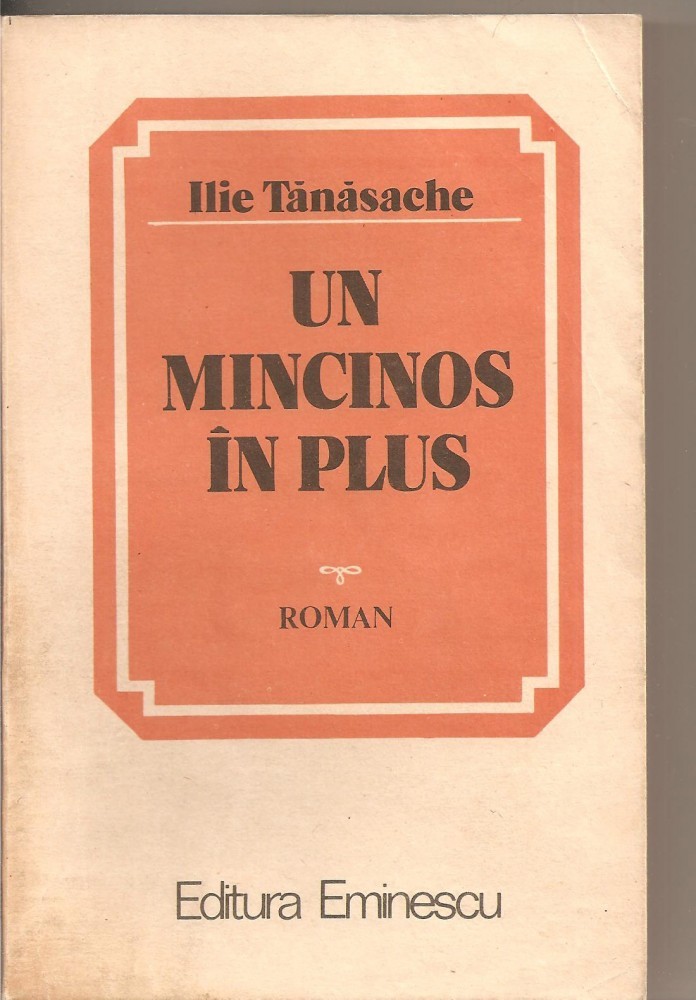 Ilie Tănăsache
UN
MINCINOS
ÎN PLUS
ROMAN
Editura Eminescu